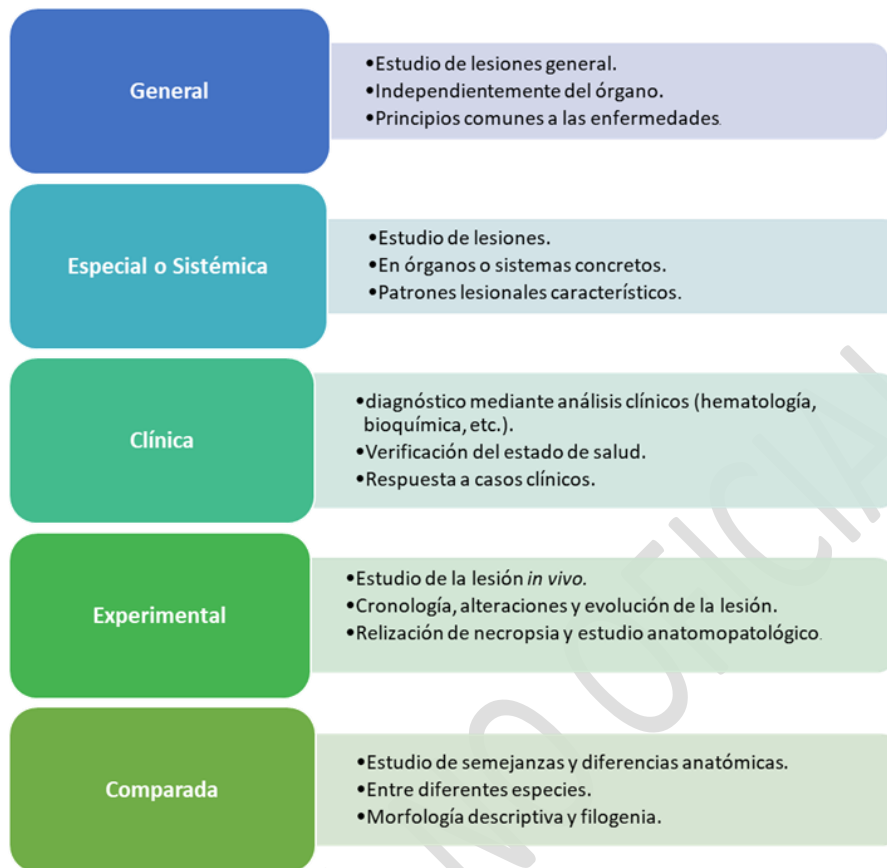 General
•Estudio de lesiones general.
•Independientemente del órgano.
•Principios comunes a las enfermedades.
Especial o Sistémica
•Estudio de lesiones.
•En órganos o sistemas concretos.
•Patrones lesionales característicos.
Clínica
•diagnóstico mediante análisis clínicos (hematología,
bioquímica, etc.).
•Verificación del estado de salud.
•Respuesta a casos clínicos.
Experimental
•Estudio de la lesión in vivo.
•Cronología, alteraciones y evolución de la lesión.
•Relización de necropsia y estudio anatomopatológico.
Comparada
•Estudio de semejanzas y diferencias anatómicas.
•Entre diferentes especies.
•Morfología descriptiva y filogenia.
NO OFICIAL